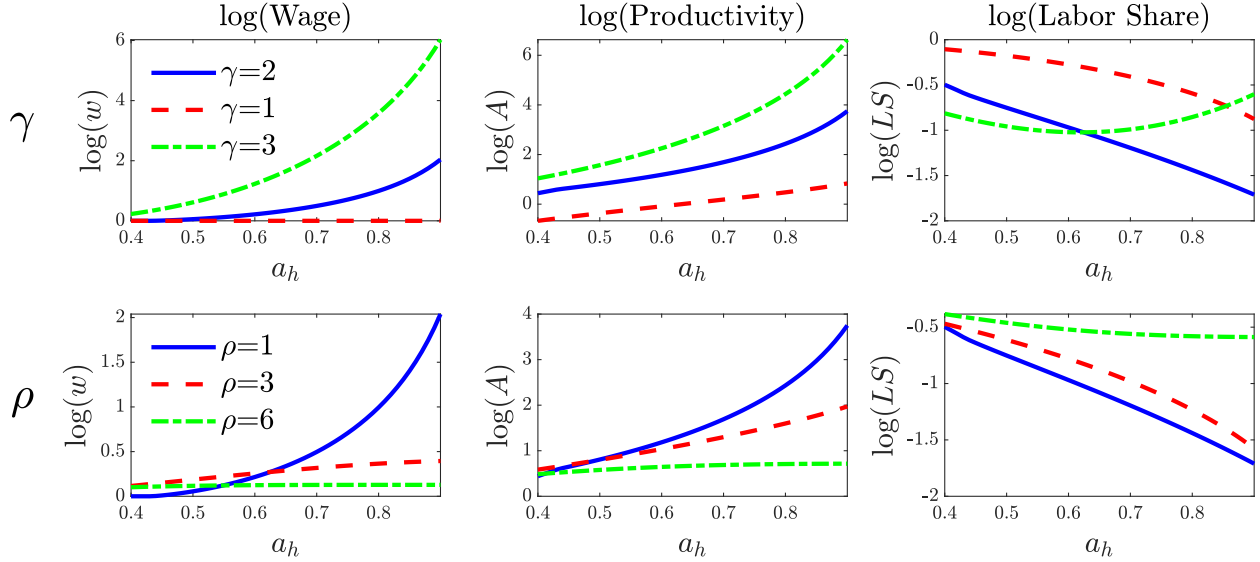 log(Wage)
log(Productivity)
log(Labor Share)
γ
log(w)
6
4
2
0
γ=2
γ=1
γ=3
0.4 0.5 0.6 0.7 0.8
a_h
log(A)
6
4
2
0
0.4 0.5 0.6 0.7 0.8
a_h
log(LS)
0
-0.5
-1
-1.5
-2
0.4 0.5 0.6 0.7 0.8
a_h
ρ
log(w)
2
1.5
1
0.5
0
ρ=1
ρ=3
ρ=6
0.4 0.5 0.6 0.7 0.8
a_h
log(A)
4
3
2
1
0
0.4 0.5 0.6 0.7 0.8
a_h
log(LS)
-0.5
-1
-1.5
-2
0.4 0.5 0.6 0.7 0.8
a_h